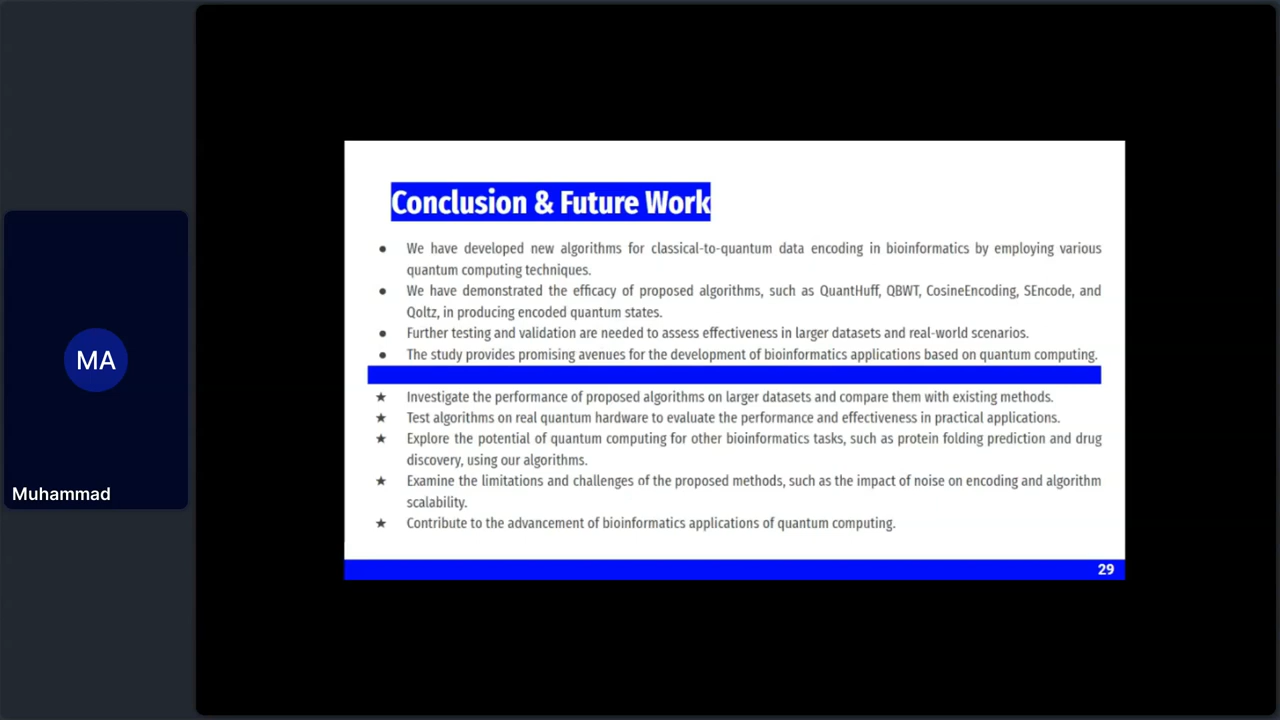 MA
Muhammad
Conclusion & Future Work
● We have developed new algorithms for classical-to-quantum data encoding in bioinformatics by employing various
quantum computing techniques.
● We have demonstrated the efficacy of proposed algorithms, such as QuantHuff, QBWT, CosineEncoding, SEncode, and
Qoltz, in producing encoded quantum states.
● Further testing and validation are needed to assess effectiveness in larger datasets and real-world scenarios.
● The study provides promising avenues for the development of bioinformatics applications based on quantum computing.
★ Investigate the performance of proposed algorithms on larger datasets and compare them with existing methods.
★ Test algorithms on real quantum hardware to evaluate the performance and effectiveness in practical applications.
★ Explore the potential of quantum computing for other bioinformatics tasks, such as protein folding prediction and drug
discovery, using our algorithms.
★ Examine the limitations and challenges of the proposed methods, such as the impact of noise on encoding and algorithm
scalability.
★ Contribute to the advancement of bioinformatics applications of quantum computing.
29